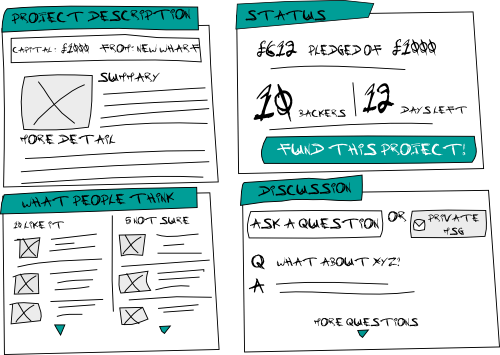 PROJECT DESCRIPTION
CAPITAL: £1000 FROM: NEW WHARF
SUMMARY
MORE DETAIL
STATUS
£612 PLEDGED OF £1000
10 BACKERS 12 DAYS LEFT
FUND THIS PROJECT!
WHAT PEOPLE THINK
20 LIKE IT 5 NOT SURE
DISCUSSION
ASK A QUESTION OR PRIVATE
MSG
Q WHAT ABOUT XYZ?
A
MORE QUESTIONS